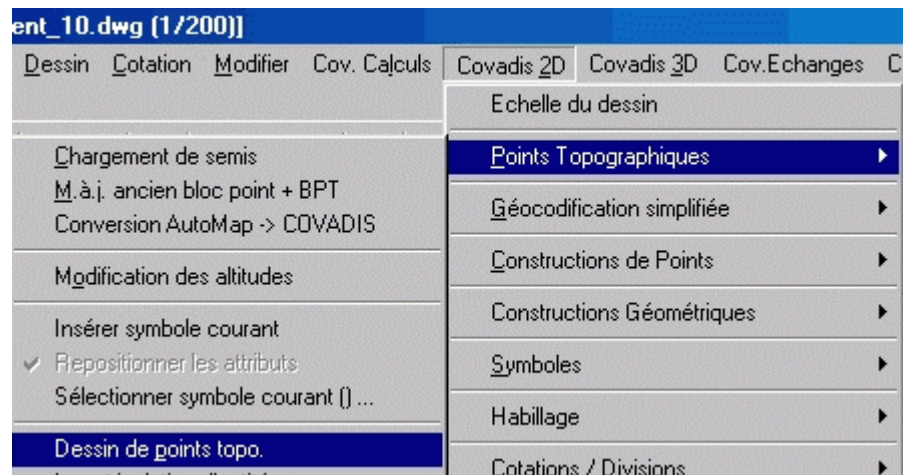 ent_10.dwg (1/200)]
Dessin Cotation Modifier Cov. Calculs Covadis 2D Covadis 3D Cov.Echanges
Echelle du dessin
Points Topographiques
Géocodification simplifiée
Constructions de Points
Constructions Géométriques
Symboles
Habillage
Cotations / Divisions
Chargement de semis
M.à.j. ancien bloc point + BPT
Conversion AutoMap -> COVADIS
Modification des altitudes
Insérer symbole courant
Repositionner les attributs
Sélectionner symbole courant () ...
Dessin de points topo.